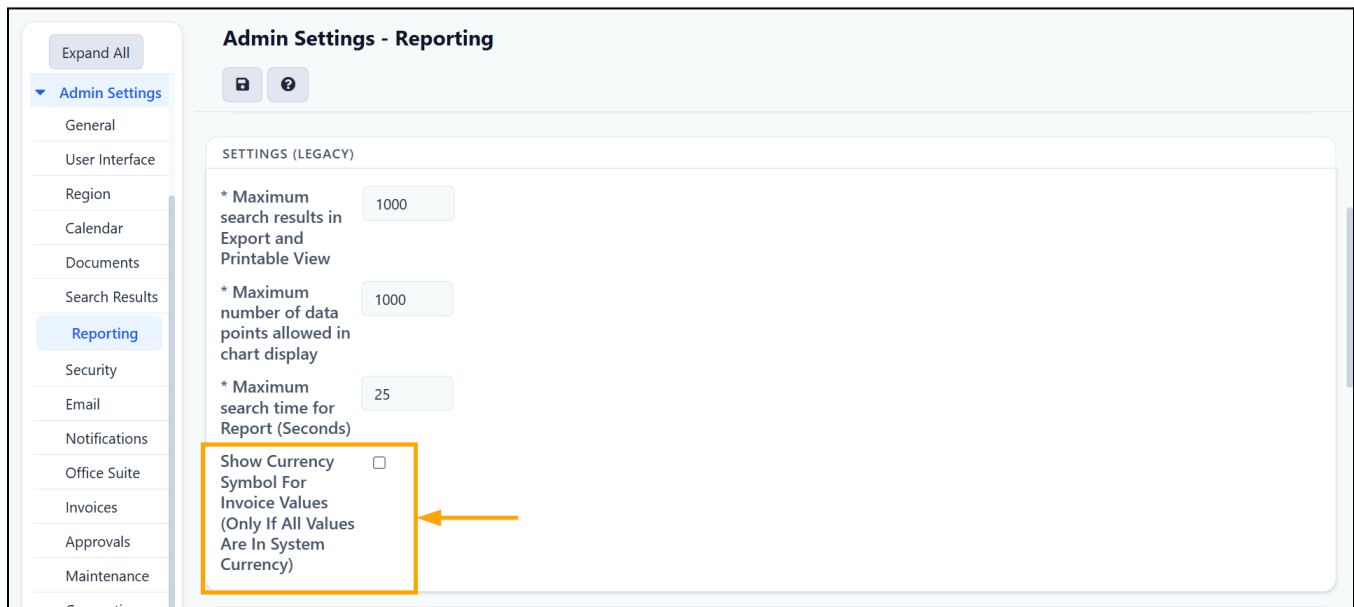 Expand All
Admin Settings
General
User Interface
Region
Calendar
Documents
Search Results
Reporting
Security
Email
Notifications
Office Suite
Invoices
Approvals
Maintenance
Admin Settings - Reporting
SETTINGS (LEGACY)
* Maximum
search results in
Export and
Printable View
1000
* Maximum
number of data
points allowed in
chart display
1000
* Maximum
search time for
Report (Seconds)
25
Show Currency
Symbol For
Invoice Values
(Only If All Values
Are In System
Currency)